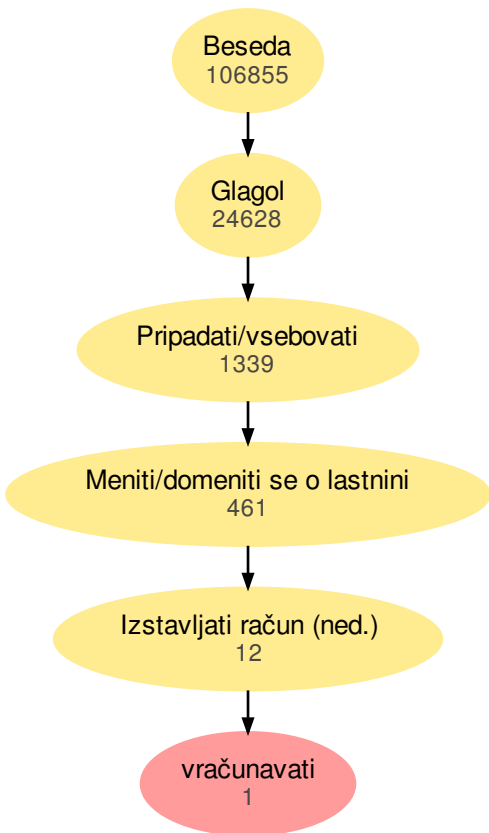 Beseda
106855
Glagol
24628
Pripadati/vsebovati
1339
Meniti/domeniti se o lastnini
461
Izstavljati račun (ned.)
12
vračunavati
1